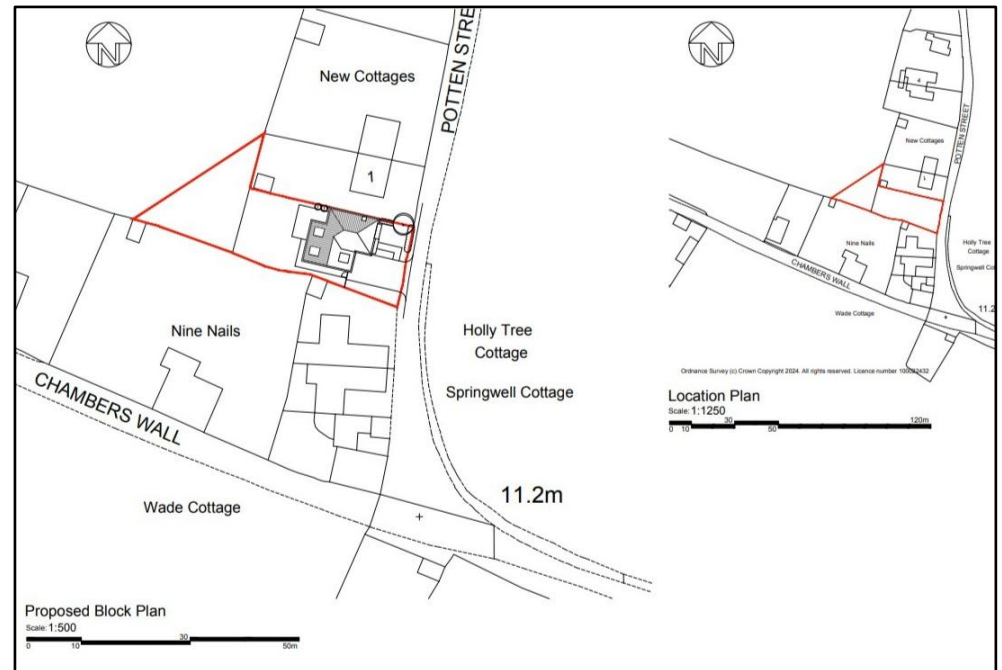 N
New Cottages
POTTEN STRE
1
Nine Nails
CHAMBERS WALL
Holly Tree
Cottage
Springwell Cottage
Wade Cottage
11.2m
Proposed Block Plan
Scale: 1:500
0 10 30 50m
N
4
POTTEN STREET
New Cottages
1
Nine Nails
Holly Tree
Cottage
Springwell Co
CHAMBERS WALL
Wade Cottage
11.2
Ordnance Survey (c) Crown Copyright 2024. All rights reserved. Licence number
Location Plan
Scale: 1:1250
0 10 30 50 120m